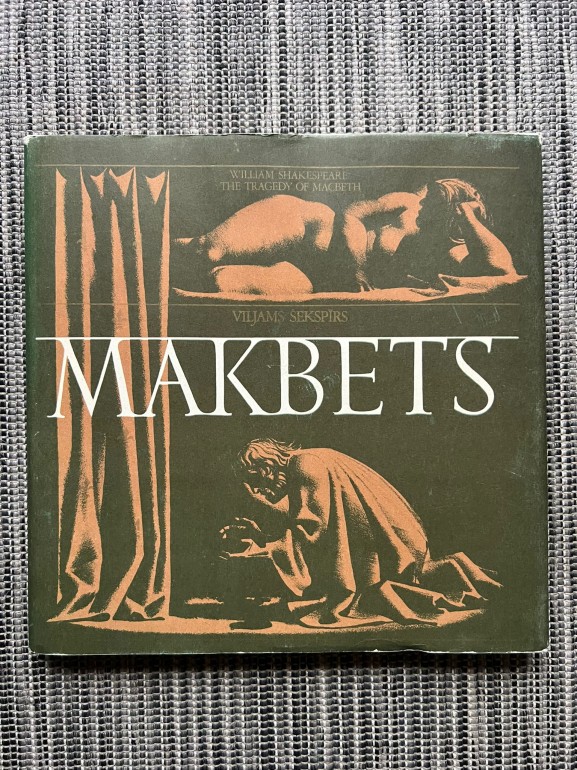 WILLIAM SHAKESPEARE
THE TRAGEDY OF MACBETH
VILJAMS ŠEKSPĪRS
MAKBETS